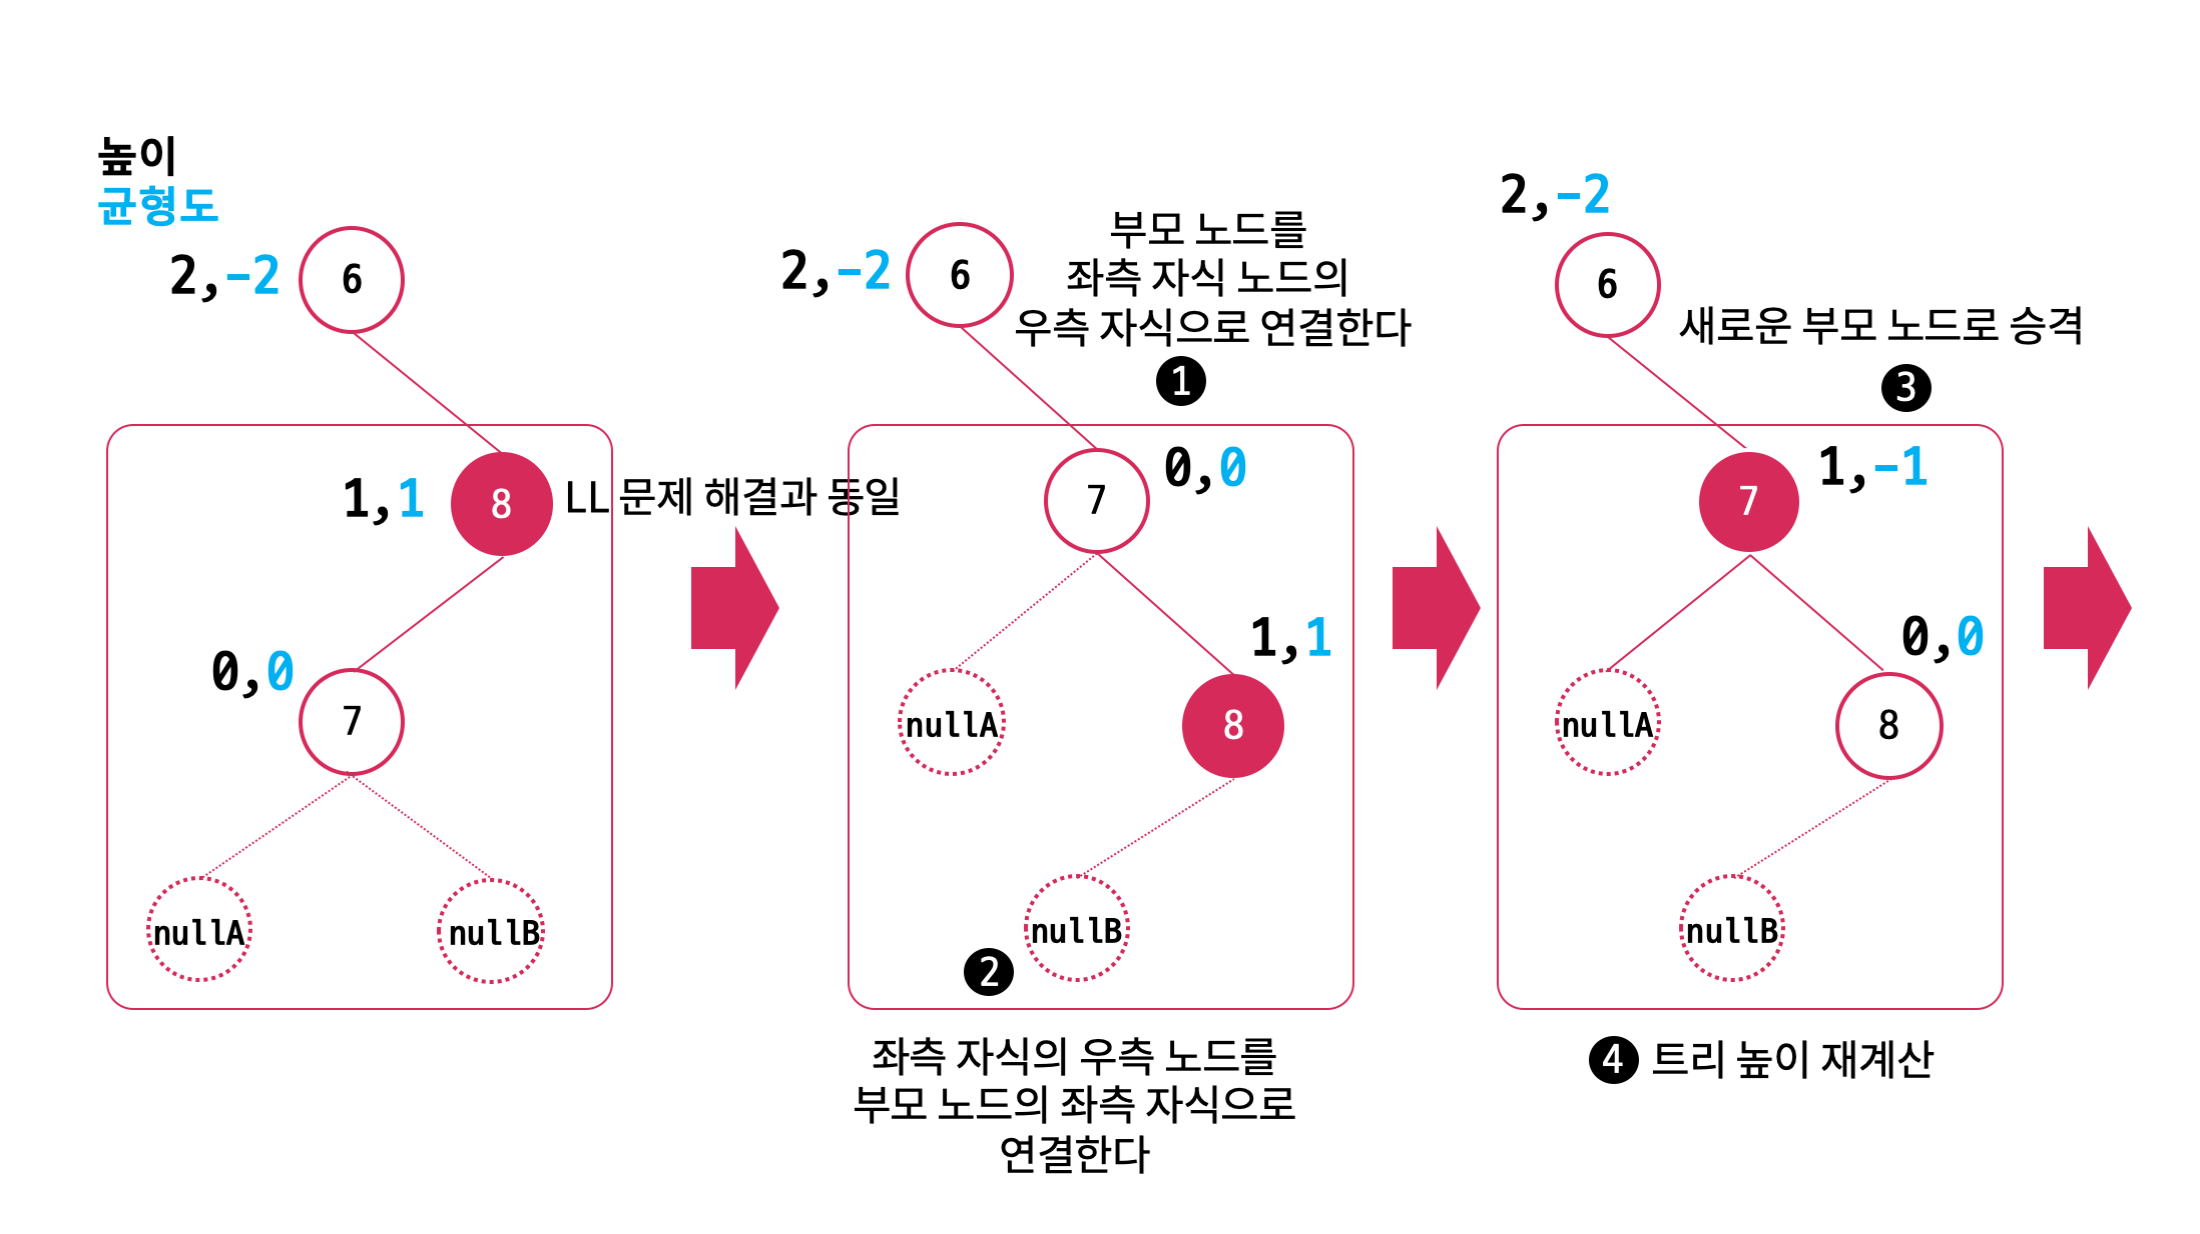 높이
균형도
2,-2
6
1,1
8
LL 문제 해결과 동일
0,0
7
nullA
nullB
2,-2
6
부모 노드를
좌측 자식 노드의
우측 자식으로 연결한다
1
7
0,0
nullA
1,1
8
2
nullB
좌측 자식의 우측 노드를
부모 노드의 좌측 자식으로
연결한다
2,-2
6
새로운 부모 노드로 승격
3
7
1,-1
nullA
0,0
8
nullB
4 트리 높이 재계산